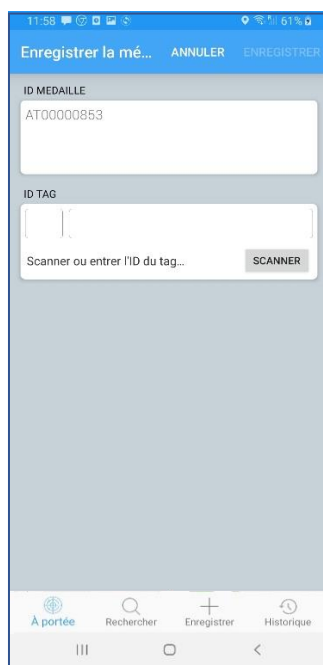 11:58 61%
Enregistrer la mé... ANNULER ENREGISTRER
ID MEDAILLE
AT00000853
ID TAG
Scanner ou entrer l'ID du tag... SCANNER
À portée Rechercher Enregistrer Historique